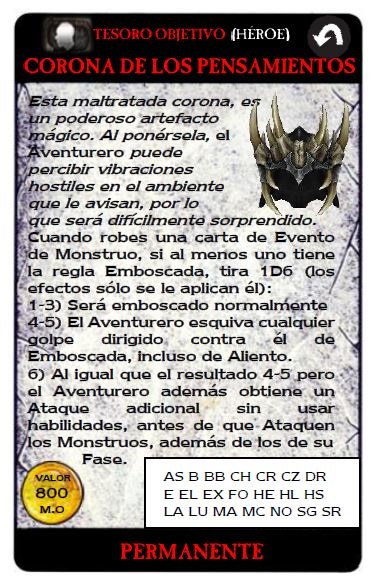 TESORO OBJETIVO (HÉROE)
CORONA DE LOS PENSAMIENTOS
Esta maltratada corona, es
un poderoso artefacto
mágico. Al ponérsela, el
Aventurero puede
percibir vibraciones
hostiles en el ambiente
que le avisan, por lo
que será difícilmente sorprendido.
Cuando robes una carta de Evento
de Monstruo, si al menos uno tiene
la regla Emboscada, tira 1D6 (los
efectos sólo se le aplican él):
1-3) Será emboscado normalmente
4-5) El Aventurero esquiva cualquier
golpe dirigido contra él de
Emboscada, incluso de Aliento.
6) Al igual que el resultado 4-5 pero
el Aventurero además obtiene un
Ataque adicional sin usar
habilidades, antes de que Ataquen
los Monstruos, además de los de su
Fase.
VALOR
800
M.O
AS B BB CH CR CZ DR
E EL EX FO HE HL HS
LA LU MA MC NO SG SR
PERMANENTE